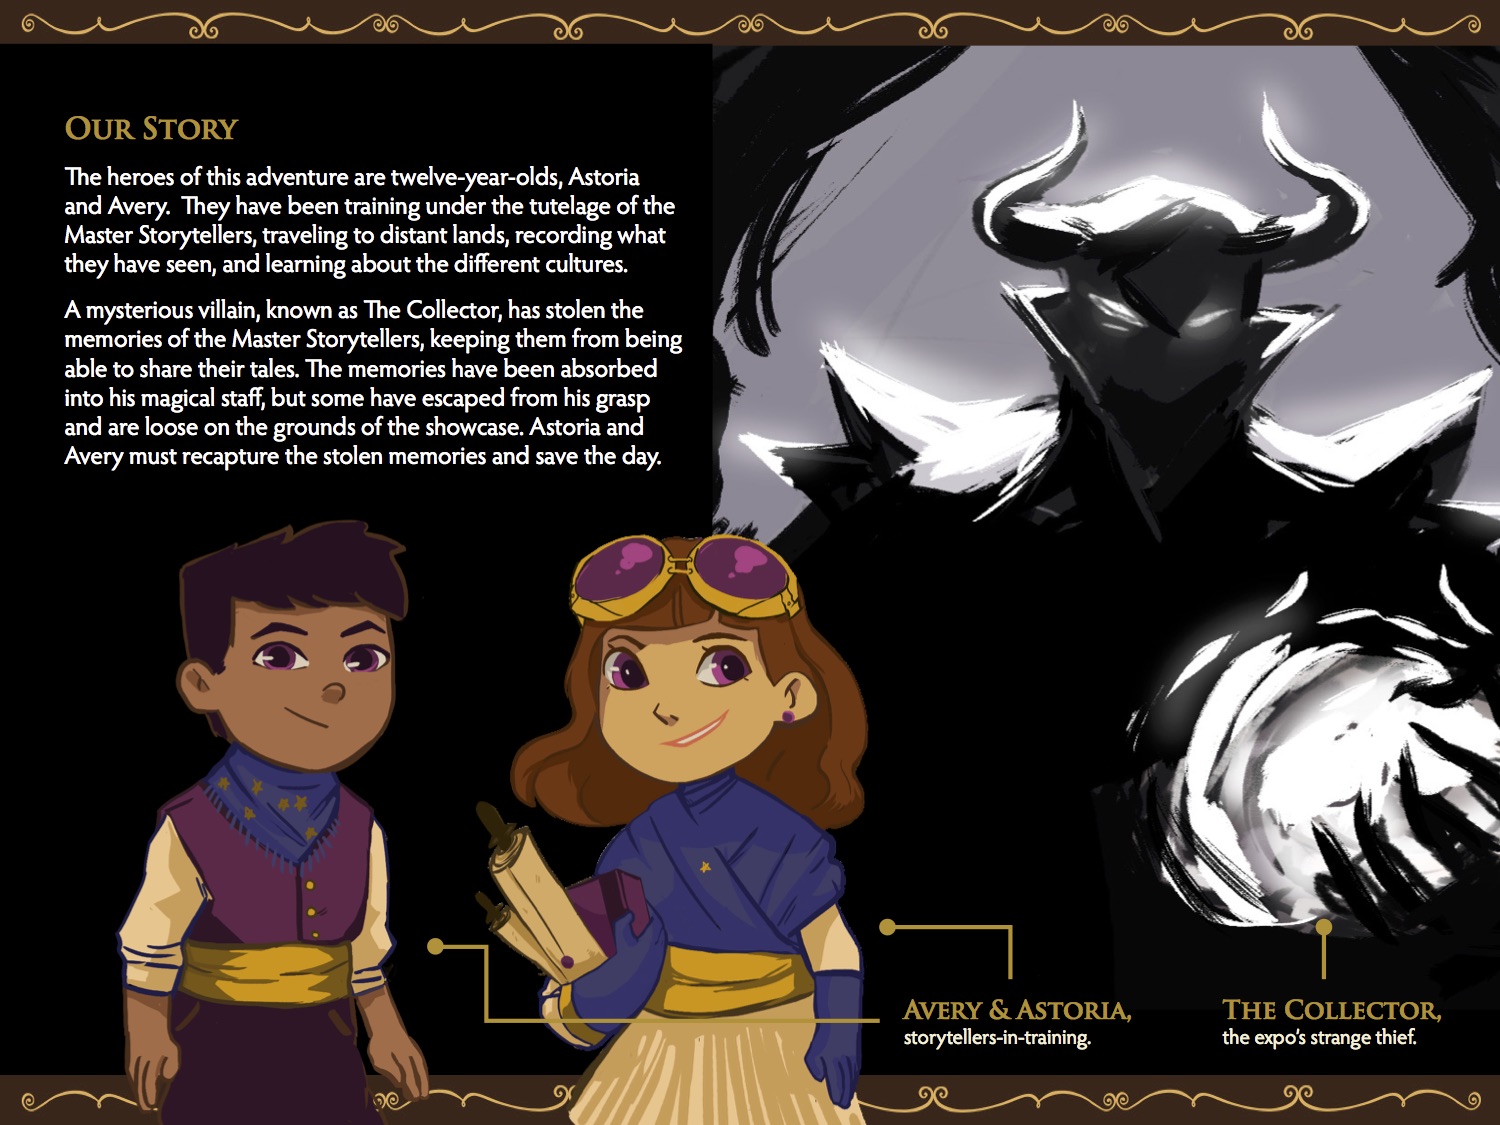 OUR STORY
The heroes of this adventure are twelve-year-olds, Astoria
and Avery.  They have been training under the tutelage of the
Master Storytellers, traveling to distant lands, recording what
they have seen, and learning about the different cultures.
A mysterious villain, known as The Collector, has stolen the
memories of the Master Storytellers, keeping them from being
able to share their tales. The memories have been absorbed
into his magical staff, but some have escaped from his grasp
and are loose on the grounds of the showcase. Astoria and
Avery must recapture the stolen memories and save the day.
AVERY & ASTORIA,
storytellers-in-training.
THE COLLECTOR,
the expo's strange thief.